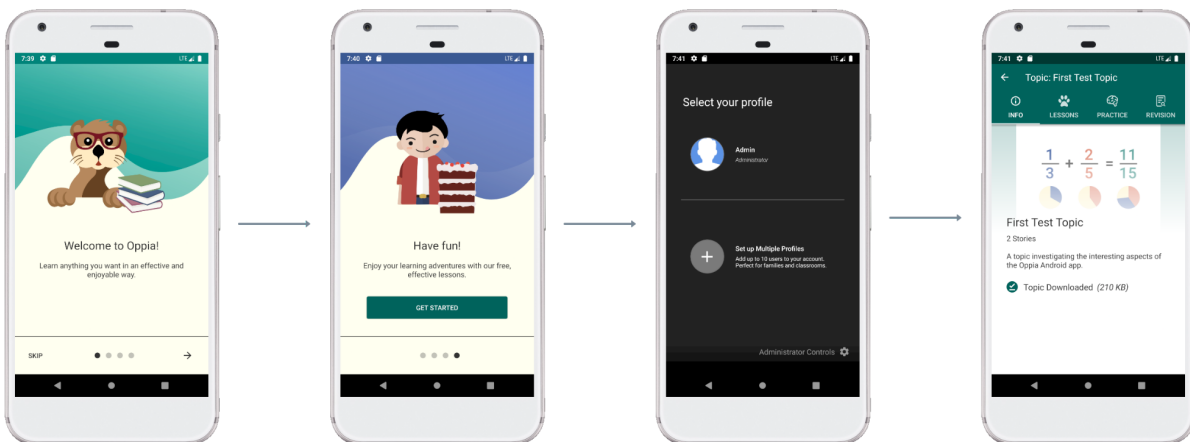 7:39 LTE
Welcome to Oppia!
Learn anything you want in an effective and
enjoyable way.
SKIP
7:40 LTE
Have fun!
Enjoy your learning adventures with our free,
effective lessons.
GET STARTED
7:41 LTE
Select your profile
Admin
Administrator
Set up Multiple Profiles
Add up to 10 users to your account.
Perfect for families and classrooms.
Administrator Controls
7:41 LTE
Topic: First Test Topic
INFO LESSONS PRACTICE REVISION
1/3 + 2/5 = 11/15
First Test Topic
2 Stories
A topic investigating the interesting aspects of
the Oppia Android app.
Topic Downloaded (210 KB)